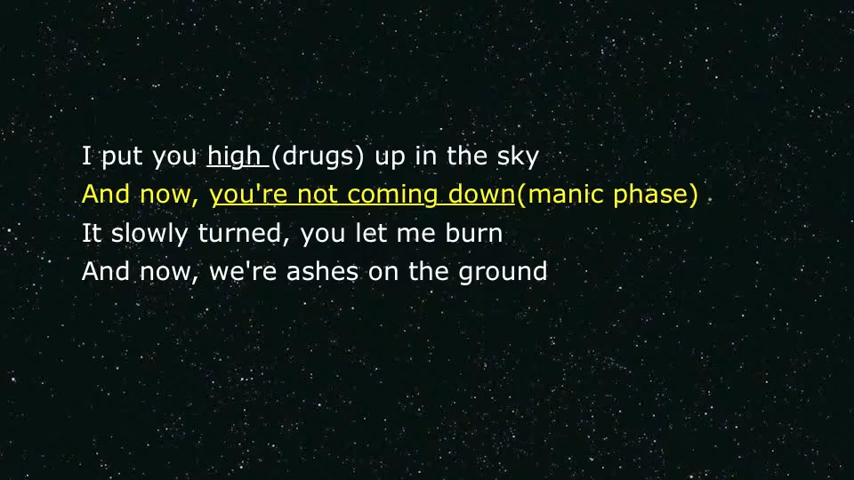 I put you high (drugs) up in the sky
And now, you're not coming down(manic phase)
It slowly turned, you let me burn
And now, we're ashes on the ground